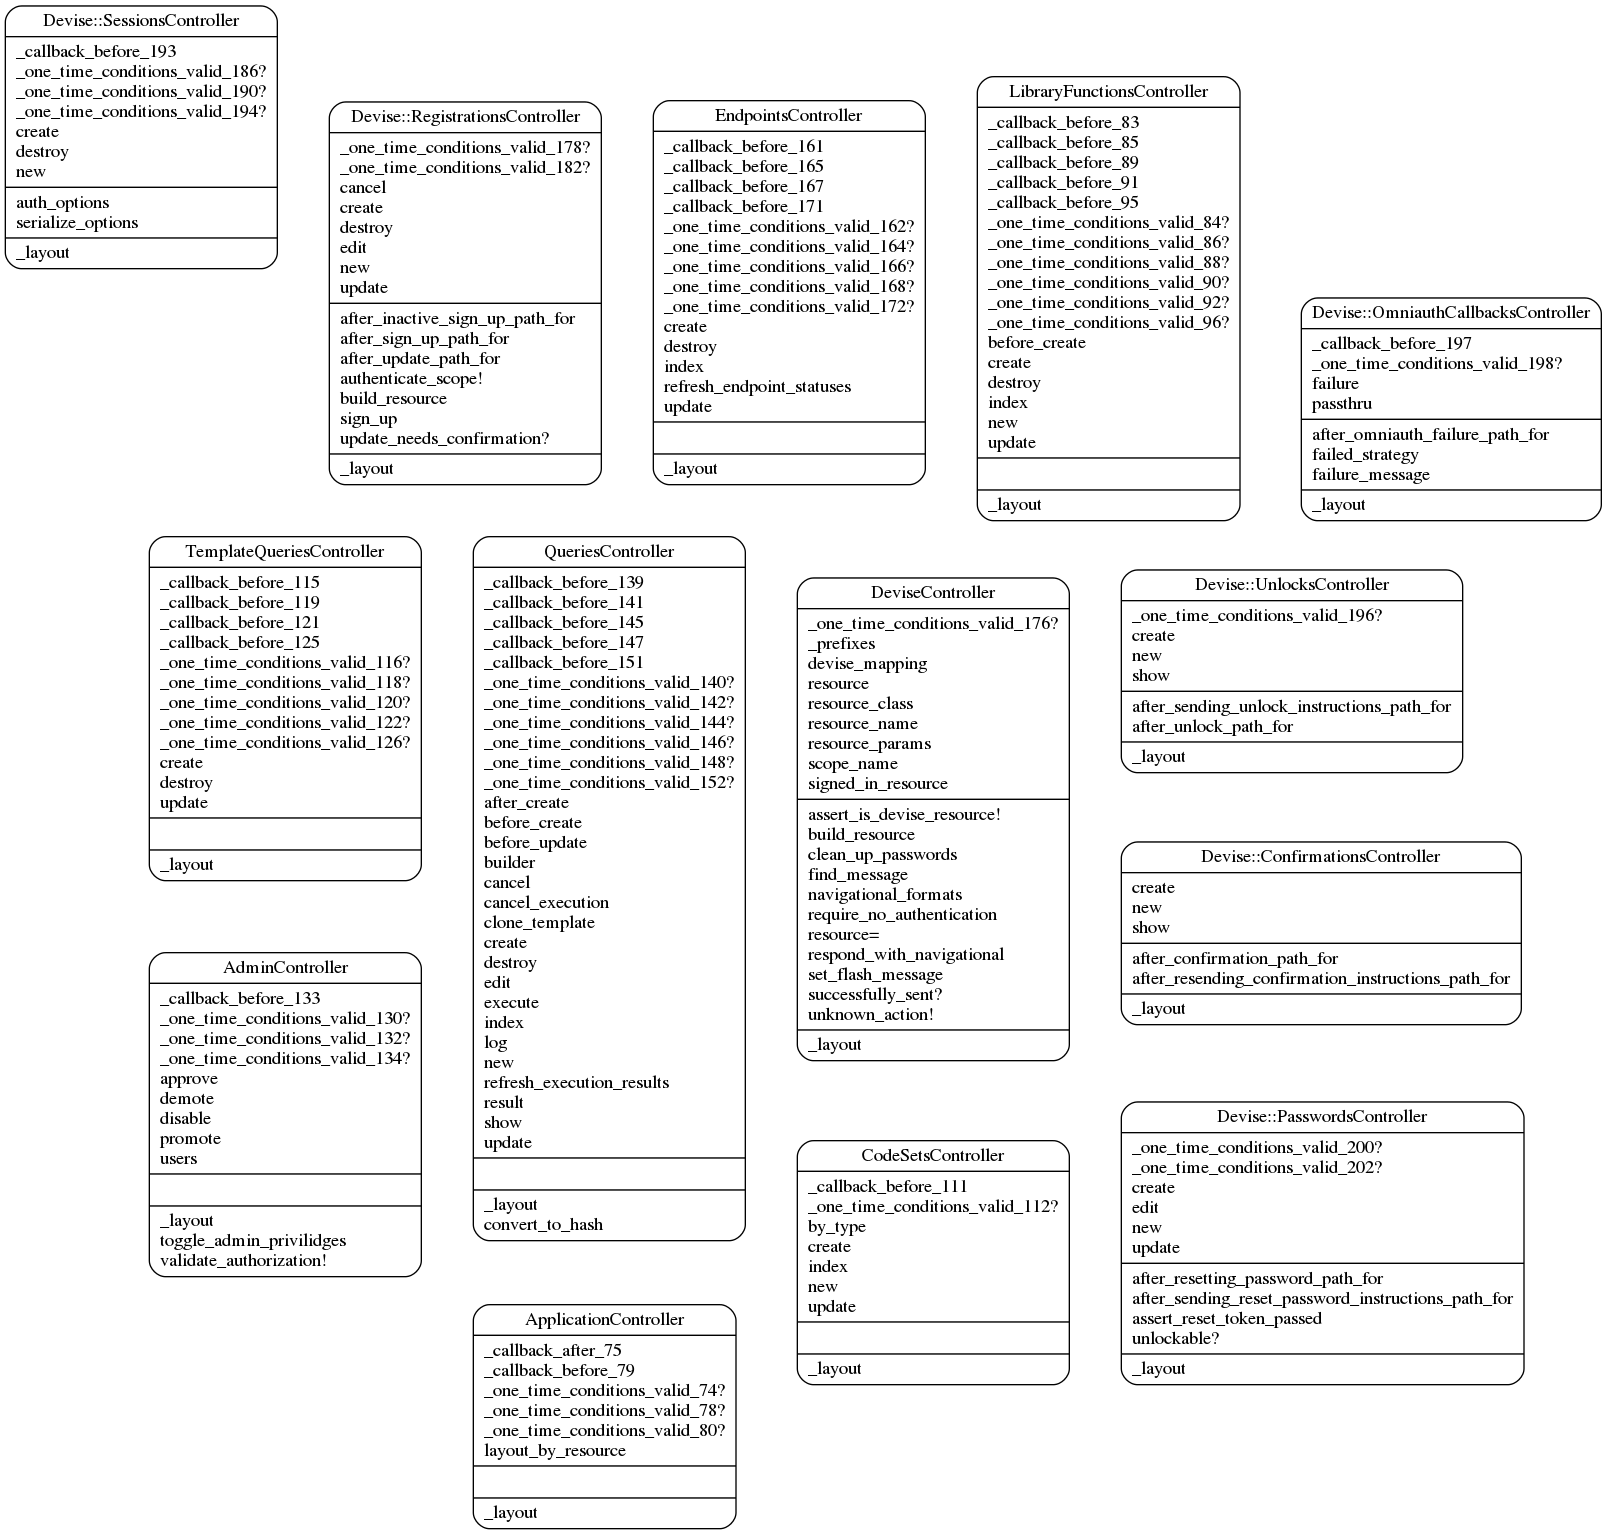 Devise::SessionsController
_callback_before_193
_one_time_conditions_valid_186?
_one_time_conditions_valid_190?
_one_time_conditions_valid_194?
create
destroy
new
auth_options
serialize_options
_layout
Devise::RegistrationsController
_one_time_conditions_valid_178?
_one_time_conditions_valid_182?
cancel
create
destroy
edit
new
update
after_inactive_sign_up_path_for
after_sign_up_path_for
after_update_path_for
authenticate_scope!
build_resource
sign_up
update_needs_confirmation?
_layout
EndpointsController
_callback_before_161
_callback_before_165
_callback_before_167
_callback_before_171
_one_time_conditions_valid_162?
_one_time_conditions_valid_164?
_one_time_conditions_valid_166?
_one_time_conditions_valid_168?
_one_time_conditions_valid_172?
create
destroy
index
refresh_endpoint_statuses
update
_layout
LibraryFunctionsController
_callback_before_83
_callback_before_85
_callback_before_89
_callback_before_91
_callback_before_95
_one_time_conditions_valid_84?
_one_time_conditions_valid_86?
_one_time_conditions_valid_88?
_one_time_conditions_valid_90?
_one_time_conditions_valid_92?
_one_time_conditions_valid_96?
before_create
create
destroy
index
new
update
_layout
Devise::OmniauthCallbacksController
_callback_before_197
_one_time_conditions_valid_198?
failure
passthru
after_omniauth_failure_path_for
failed_strategy
failure_message
_layout
TemplateQueriesController
_callback_before_115
_callback_before_119
_callback_before_121
_callback_before_125
_one_time_conditions_valid_116?
_one_time_conditions_valid_118?
_one_time_conditions_valid_120?
_one_time_conditions_valid_122?
_one_time_conditions_valid_126?
create
destroy
update
_layout
QueriesController
_callback_before_139
_callback_before_141
_callback_before_145
_callback_before_147
_callback_before_151
_one_time_conditions_valid_140?
_one_time_conditions_valid_142?
_one_time_conditions_valid_144?
_one_time_conditions_valid_146?
_one_time_conditions_valid_148?
_one_time_conditions_valid_152?
after_create
before_create
before_update
builder
cancel
cancel_execution
clone_template
create
destroy
edit
execute
index
log
new
refresh_execution_results
result
show
update
_layout
convert_to_hash
DeviseController
_one_time_conditions_valid_176?
_prefixes
devise_mapping
resource
resource_class
resource_name
resource_params
scope_name
signed_in_resource
assert_is_devise_resource!
build_resource
clean_up_passwords
find_message
navigational_formats
require_no_authentication
resource=
respond_with_navigational
set_flash_message
successfully_sent?
unknown_action!
_layout
Devise::UnlocksController
_one_time_conditions_valid_196?
create
new
show
after_sending_unlock_instructions_path_for
after_unlock_path_for
_layout
Devise::ConfirmationsController
create
new
show
after_confirmation_path_for
after_resending_confirmation_instructions_path_for
_layout
AdminController
_callback_before_133
_one_time_conditions_valid_130?
_one_time_conditions_valid_132?
_one_time_conditions_valid_134?
approve
demote
disable
promote
users
_layout
toggle_admin_privilidges
validate_authorization!
CodeSetsController
_callback_before_111
_one_time_conditions_valid_112?
by_type
create
index
new
update
_layout
Devise::PasswordsController
_one_time_conditions_valid_200?
_one_time_conditions_valid_202?
create
edit
new
update
after_resetting_password_path_for
after_sending_reset_password_instructions_path_for
assert_reset_token_passed
unlockable?
_layout
ApplicationController
_callback_after_75
_callback_before_79
_one_time_conditions_valid_74?
_one_time_conditions_valid_78?
_one_time_conditions_valid_80?
layout_by_resource
_layout